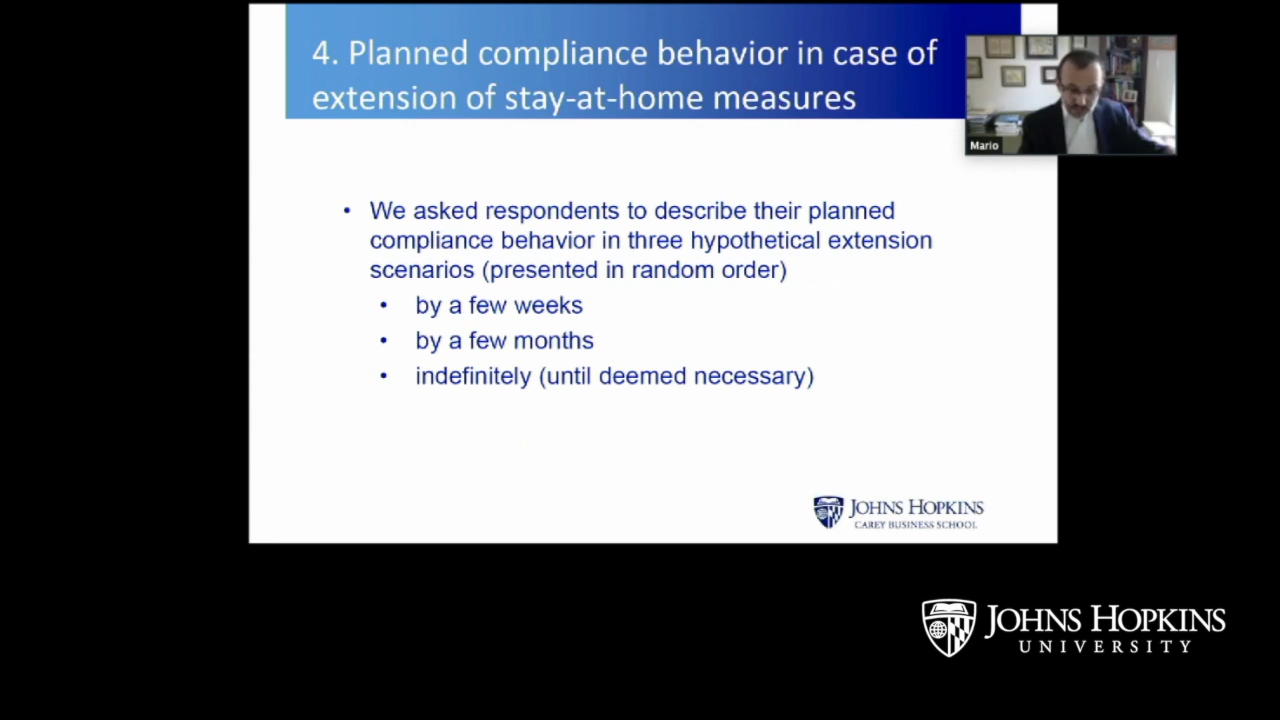 4. Planned compliance behavior in case of
extension of stay-at-home measures
Mario
• We asked respondents to describe their planned
compliance behavior in three hypothetical extension
scenarios (presented in random order)
• by a few weeks
• by a few months
• indefinitely (until deemed necessary)
JOHNS HOPKINS
CAREY BUSINESS SCHOOL
JOHNS HOPKINS
UNIVERSITY